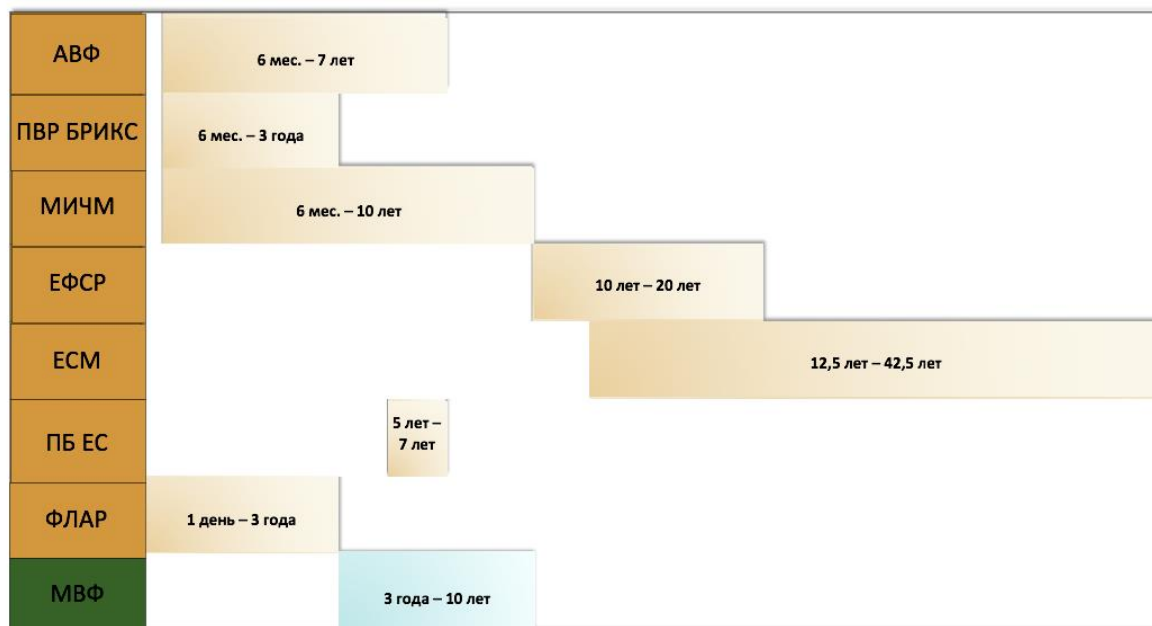 АВФ
6 мес. – 7 лет
ПВР БРИКС
6 мес. – 3 года
МИЧМ
6 мес. – 10 лет
ЕФСР
10 лет – 20 лет
ЕСМ
12,5 лет – 42,5 лет
ПБ ЕС
5 лет –
7 лет
ФЛАР
1 день – 3 года
МВФ
3 года – 10 лет